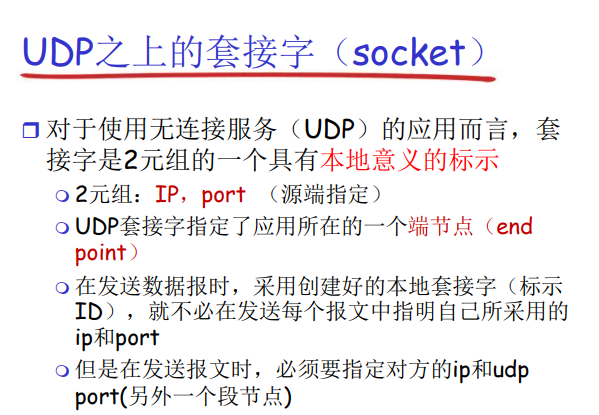 UDP之上的套接字（socket）
对于使用无连接服务（UDP）的应用而言，套
接字是2元组的一个具有本地意义的标示
2元组：IP，port （源端指定）
UDP套接字指定了应用所在的一个端节点（end
point）
在发送数据报时，采用创建好的本地套接字（标示
ID），就不必在发送每个报文中指明自己所采用的
ip和port
但是在发送报文时，必须要指定对方的ip和udp
port(另外一个段节点)